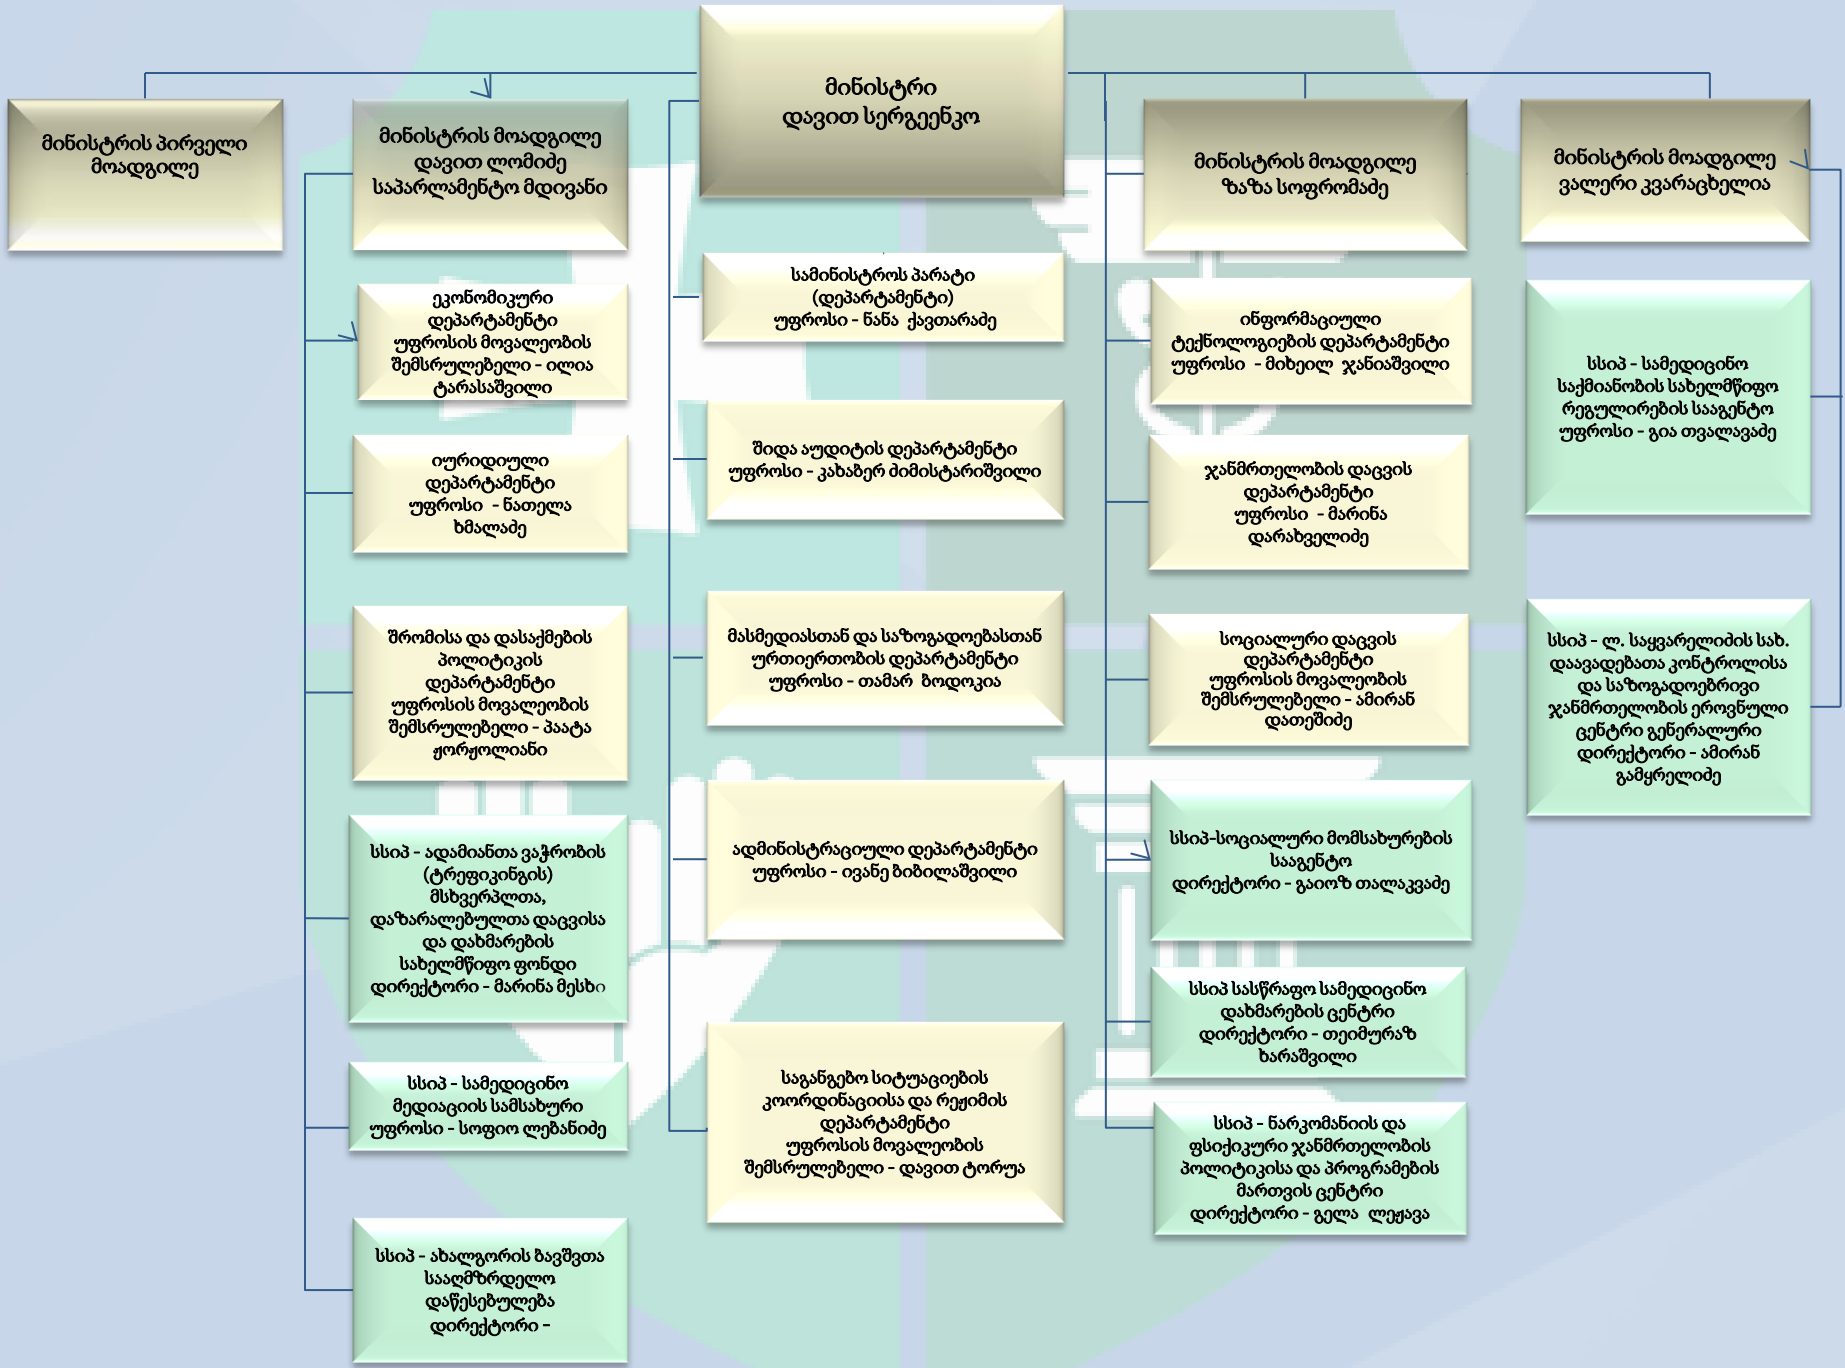 მინისტრი
დავით სერგეენკო
მინისტრის პირველი
მოადგილე
მინისტრის მოადგილე
დავით ლომიძე
საპარლამენტო მდივანი
ეკონომიკური
დეპარტამენტი
უფროსის მოვალეობის
შემსრულებელი - ილია
ტარასაშვილი
იურიდიული
დეპარტამენტი
უფროსი - ნათელა
ხმალაძე
შრომისა და დასაქმების
პოლიტიკის
დეპარტამენტი
უფროსის მოვალეობის
შემსრულებელი - პაატა
ჟორჟოლიანი
სსიპ - ადამიანთა ვაჭრობის
(ტრეფიკინგის)
მსხვერპლთა,
დაზარალებულთა დაცვისა
და დახმარების
სახელმწიფო ფონდი
დირექტორი - მარინა მესხი
სსიპ - სამედიცინო
მედიაციის სამსახური
უფროსი - სოფიო ლებანიძე
სსიპ - ახალგორის ბავშვთა
სააღმზრდელო
დაწესებულება
დირექტორი -
სამინისტროს პარატი
(დეპარტამენტი)
უფროსი - ნანა ქავთარაძე
შიდა აუდიტის დეპარტამენტი
უფროსი - კახაბერ ძიმისტარიშვილი
მასმედიასთან და საზოგადოებასთან
ურთიერთობის დეპარტამენტი
უფროსი - თამარ ბოდოკია
ადმინისტრაციული დეპარტამენტი
უფროსი - ივანე ბიბილაშვილი
საგანგებო სიტუაციების
კოორდინაციისა და რეჟიმის
დეპარტამენტი
უფროსის მოვალეობის
შემსრულებელი - დავით ტორუა
მინისტრის მოადგილე
ზაზა სოფრომაძე
ინფორმაციული
ტექნოლოგიების დეპარტამენტი
უფროსი - მიხეილ ჯანიაშვილი
ჯანმრთელობის დაცვის
დეპარტამენტი
უფროსი - მარინა
დარახველიძე
სოციალური დაცვის
დეპარტამენტი
უფროსის მოვალეობის
შემსრულებელი - ამირან
დათეშიძე
სსიპ-სოციალური მომსახურების
სააგენტო
დირექტორი - გაიოზ თალაკვაძე
სსიპ სასწრაფო სამედიცინო
დახმარების ცენტრი
დირექტორი - თეიმურაზ
ხარაშვილი
სსიპ - ნარკომანიის და
ფსიქიკური ჯანმრთელობის
პოლიტიკისა და პროგრამების
მართვის ცენტრი
დირექტორი - გელა ლეჟავა
მინისტრის მოადგილე
ვალერი კვარაცხელია
სსიპ - სამედიცინო
საქმიანობის სახელმწიფო
რეგულირების სააგენტო
უფროსი - გია თვალავაძე
სსიპ - ლ. საყვარელიძის სახ.
დაავადებათა კონტროლისა
და საზოგადოებრივი
ჯანმრთელობის ეროვნული
ცენტრი გენერალური
დირექტორი - ამირან
გამყრელიძე